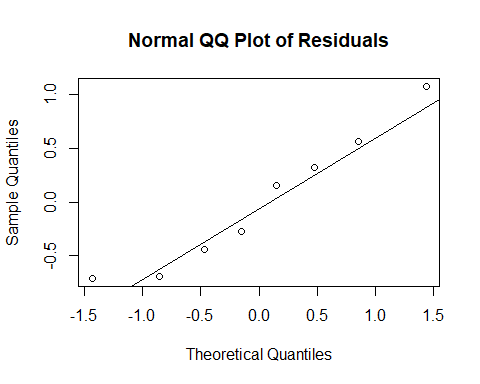 Normal QQ Plot of Residuals
Sample Quantiles
1.0
0.5
0.0
-0.5
-1.5 -1.0 -0.5 0.0 0.5 1.0 1.5
Theoretical Quantiles